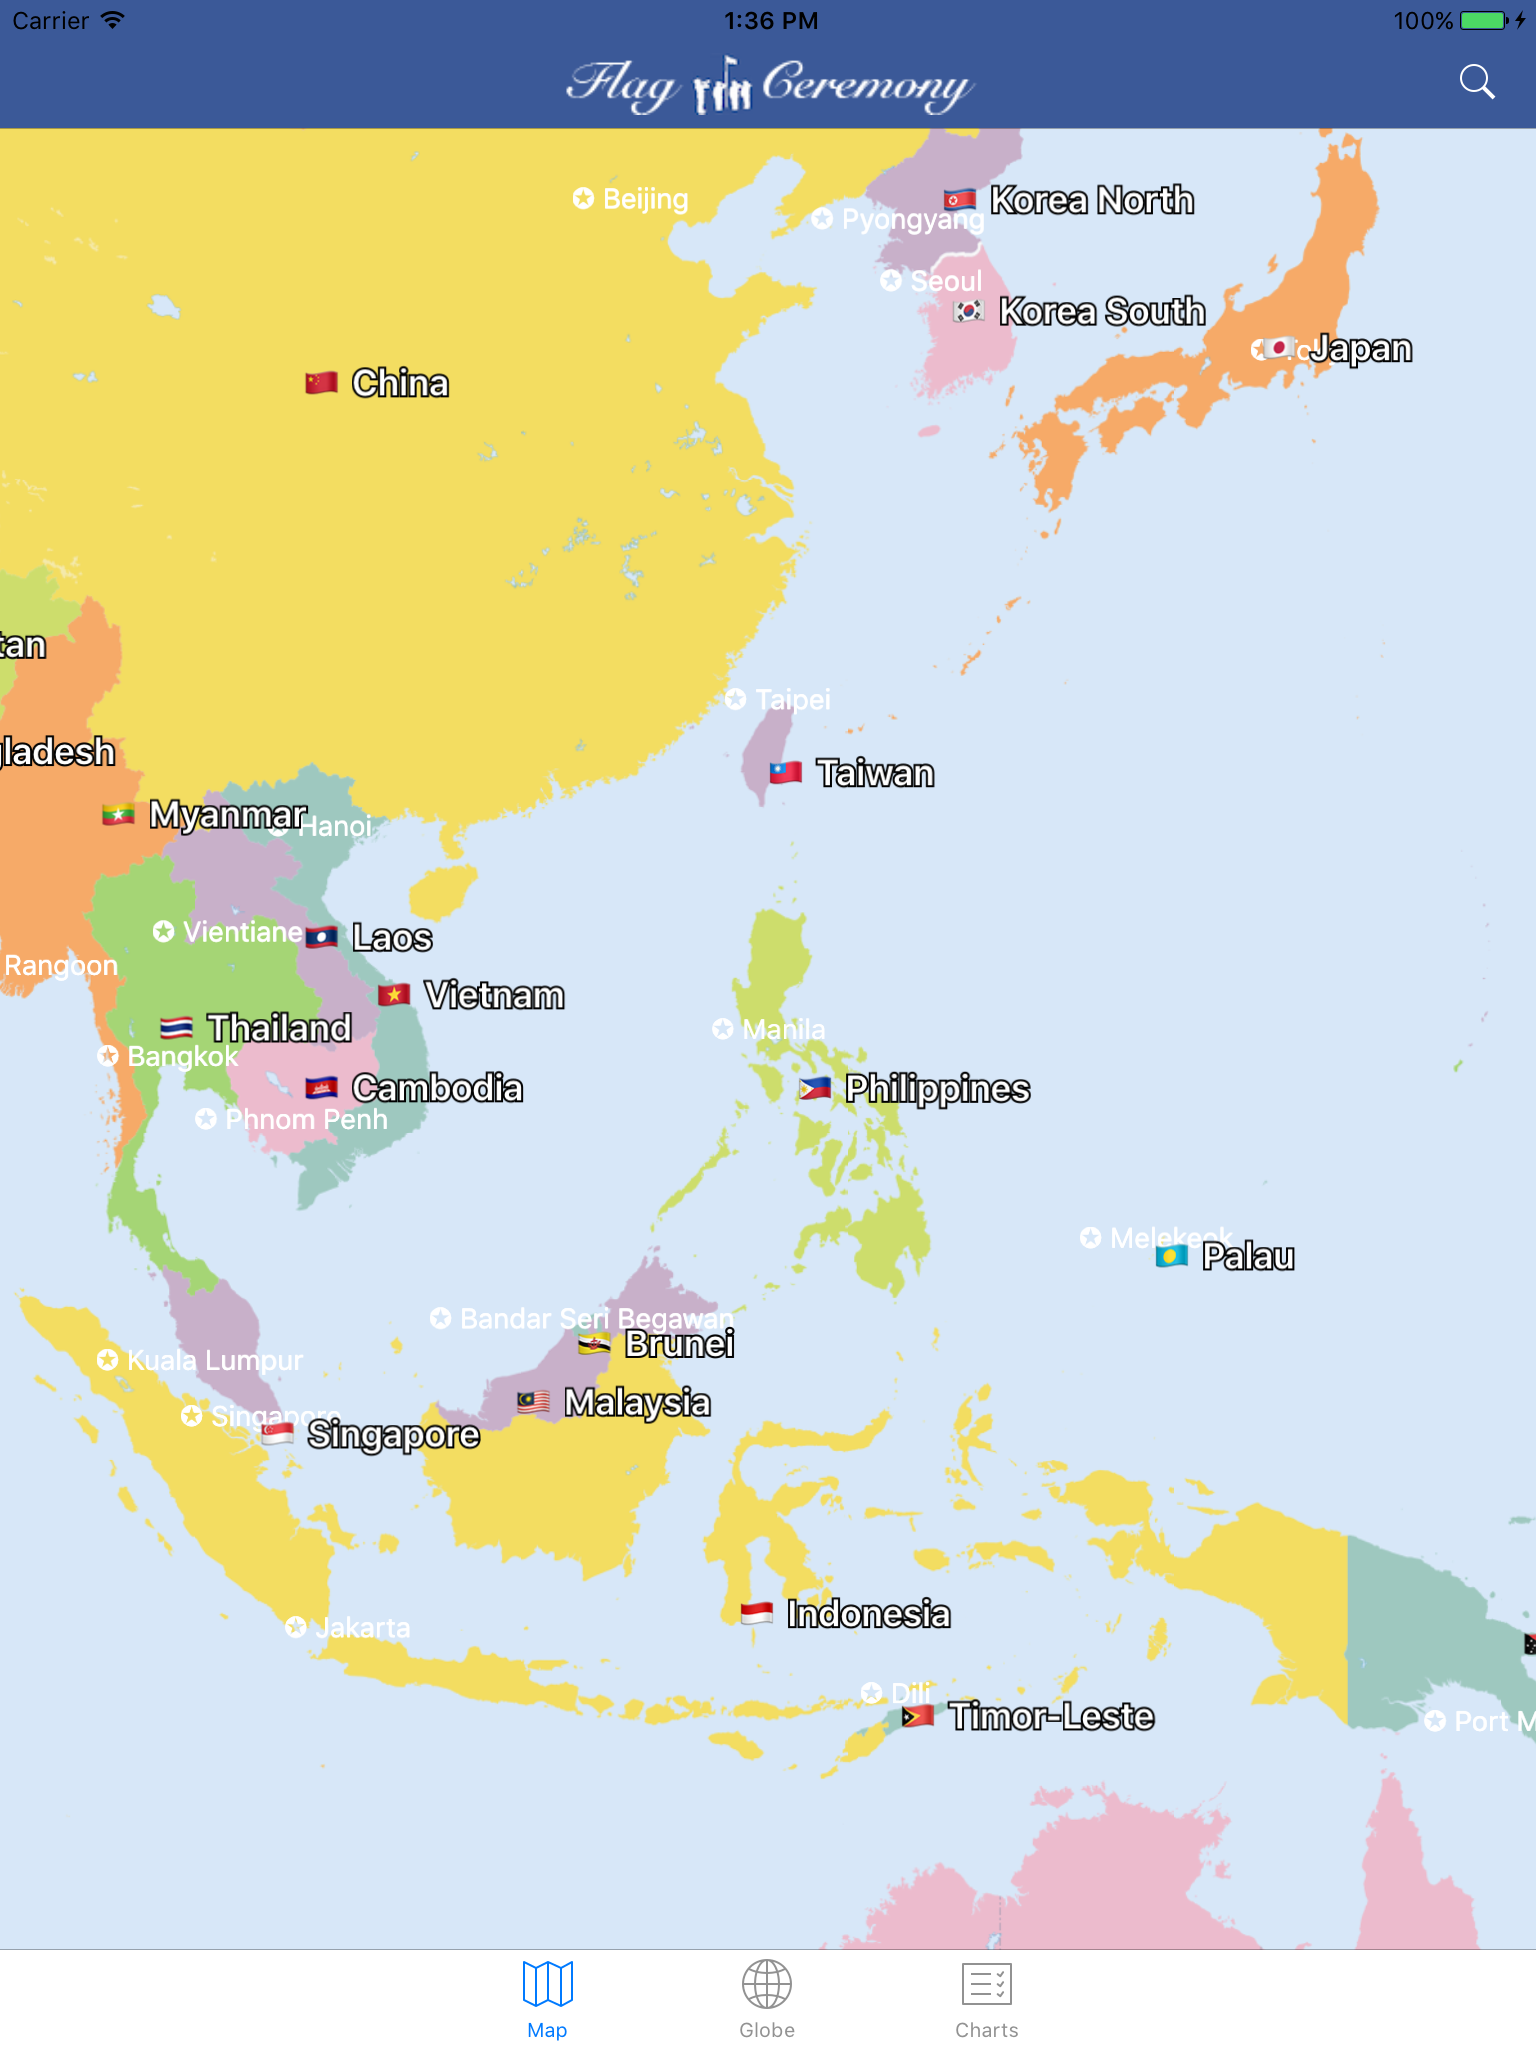 Carrier
1:36 PM
100%
Flag Ceremony
Beijing
Korea North
Pyongyang
Seoul
Korea South
Japan
China
tan
Taipei
gladesh
Taiwan
Myanmar
Hanoi
Vientiane
Laos
Rangoon
Vietnam
Thailand
Manila
Bangkok
Cambodia
Philippines
Phnom Penh
Melekeok
Palau
Bandar Seri Begawan
Brunei
Kuala Lumpur
Malaysia
Singapore
Singapore
Indonesia
Jakarta
Dili
Timor-Leste
Port M
Map
Globe
Charts